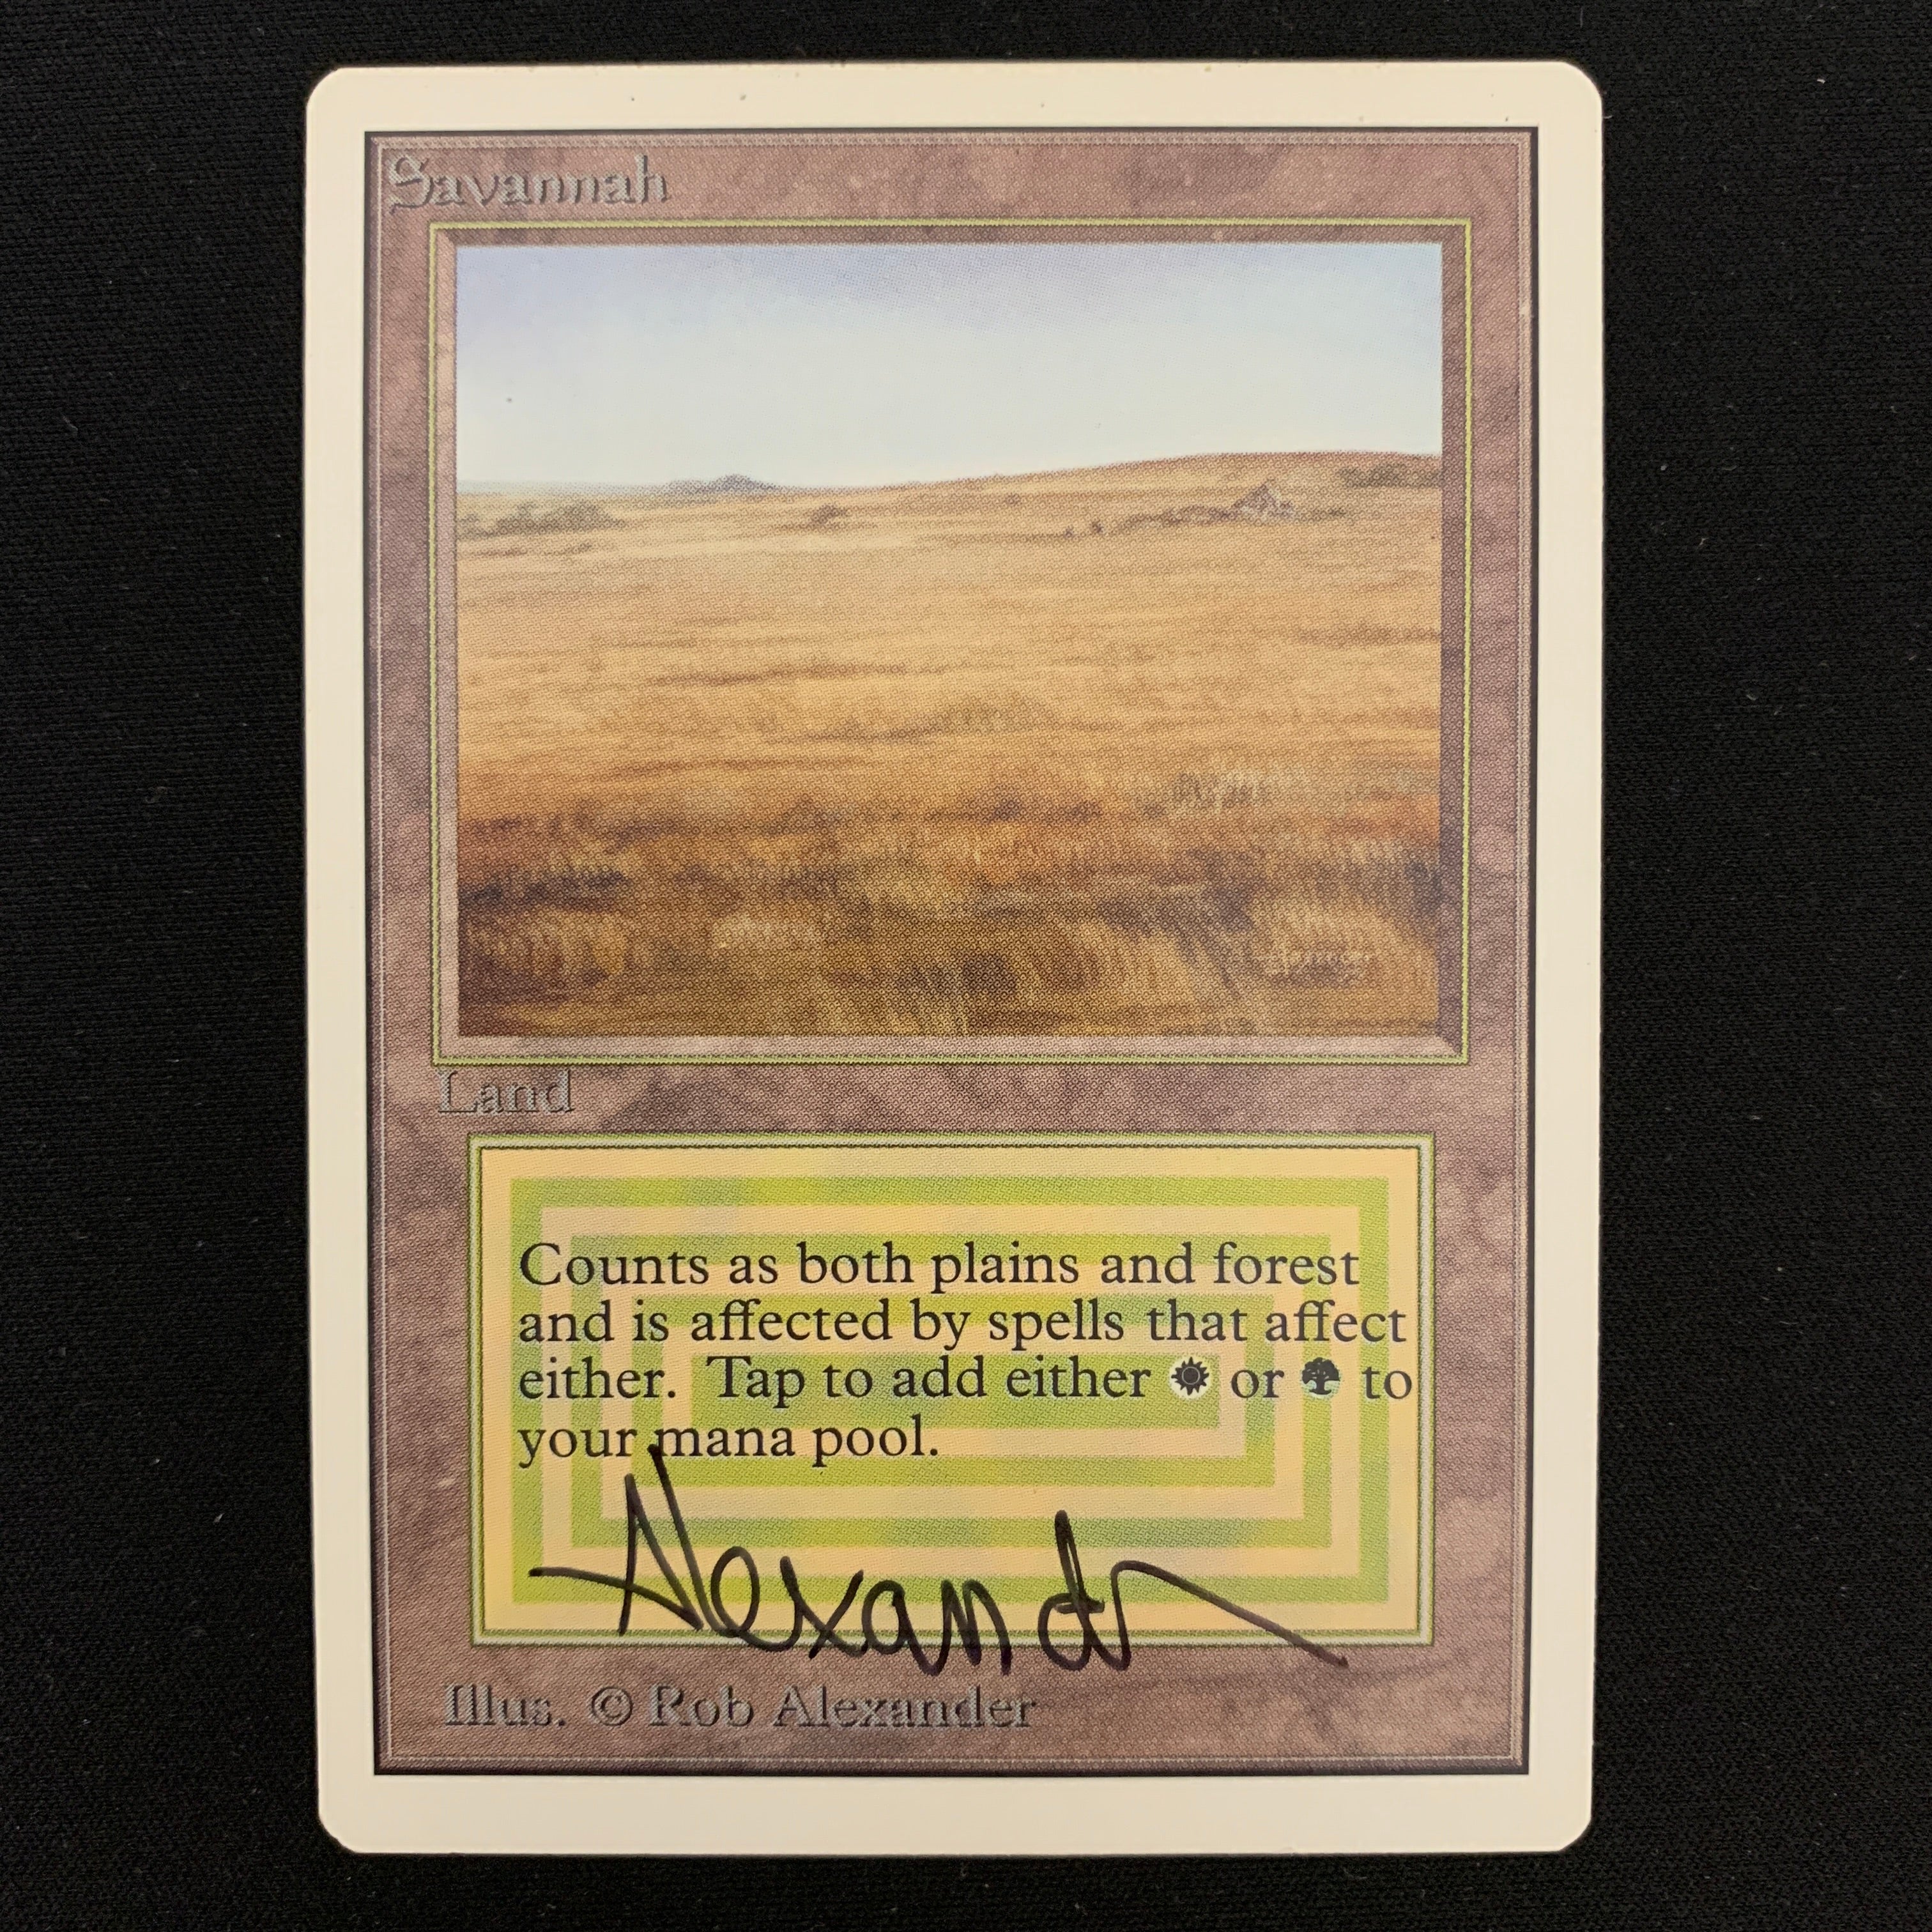 Savannah
Land
Counts as both plains and forest
and is affected by spells that affect
either. Tap to add either or to
your mana pool.
Alexand
Illus. © Rob Alexander